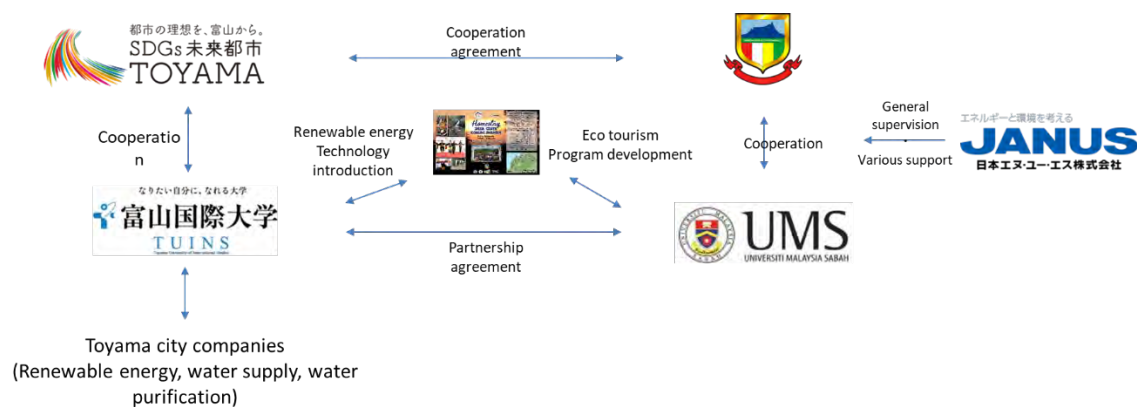 都市の理想を、富山から。
SDGs未来都市
TOYAMA
Cooperation
agreement
Cooperatio
n
Renewable energy
Technology
introduction
Homestay
Eco tourism
Program development
Cooperation
General
supervision
Various support
エネルギーと環境を考える
JANUS
日本エヌ・ユー・エス株式会社
なりたい自分に、なれる大学
富山国際大学
TUINS
Partnership
agreement
UMS
UNIVERSITI MALAYSIA SABAH
Toyama city companies
(Renewable energy, water supply, water
purification)